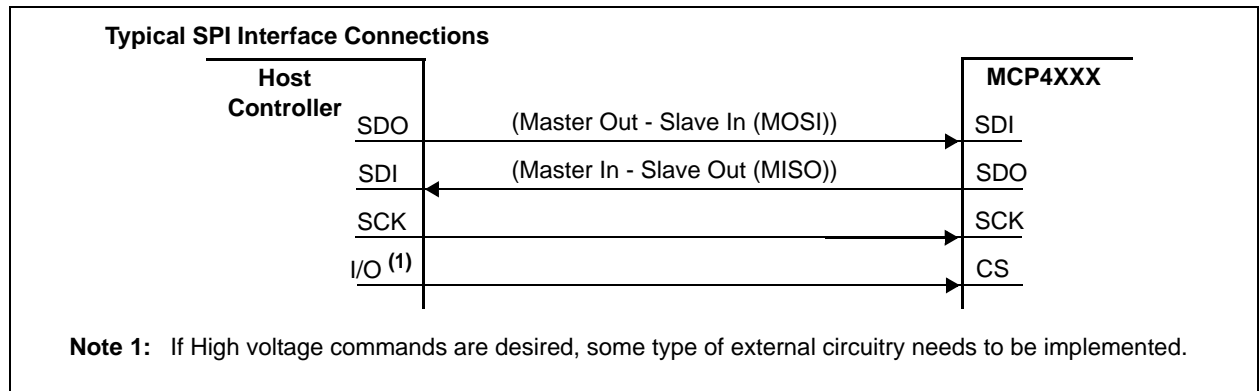 Typical SPI Interface Connections
Host
Controller
MCP4XXX
SDO
(Master Out - Slave In (MOSI))
SDI
SDI
(Master In - Slave Out (MISO))
SDO
SCK
SCK
I/O (1)
CS
Note 1: If High voltage commands are desired, some type of external circuitry needs to be implemented.